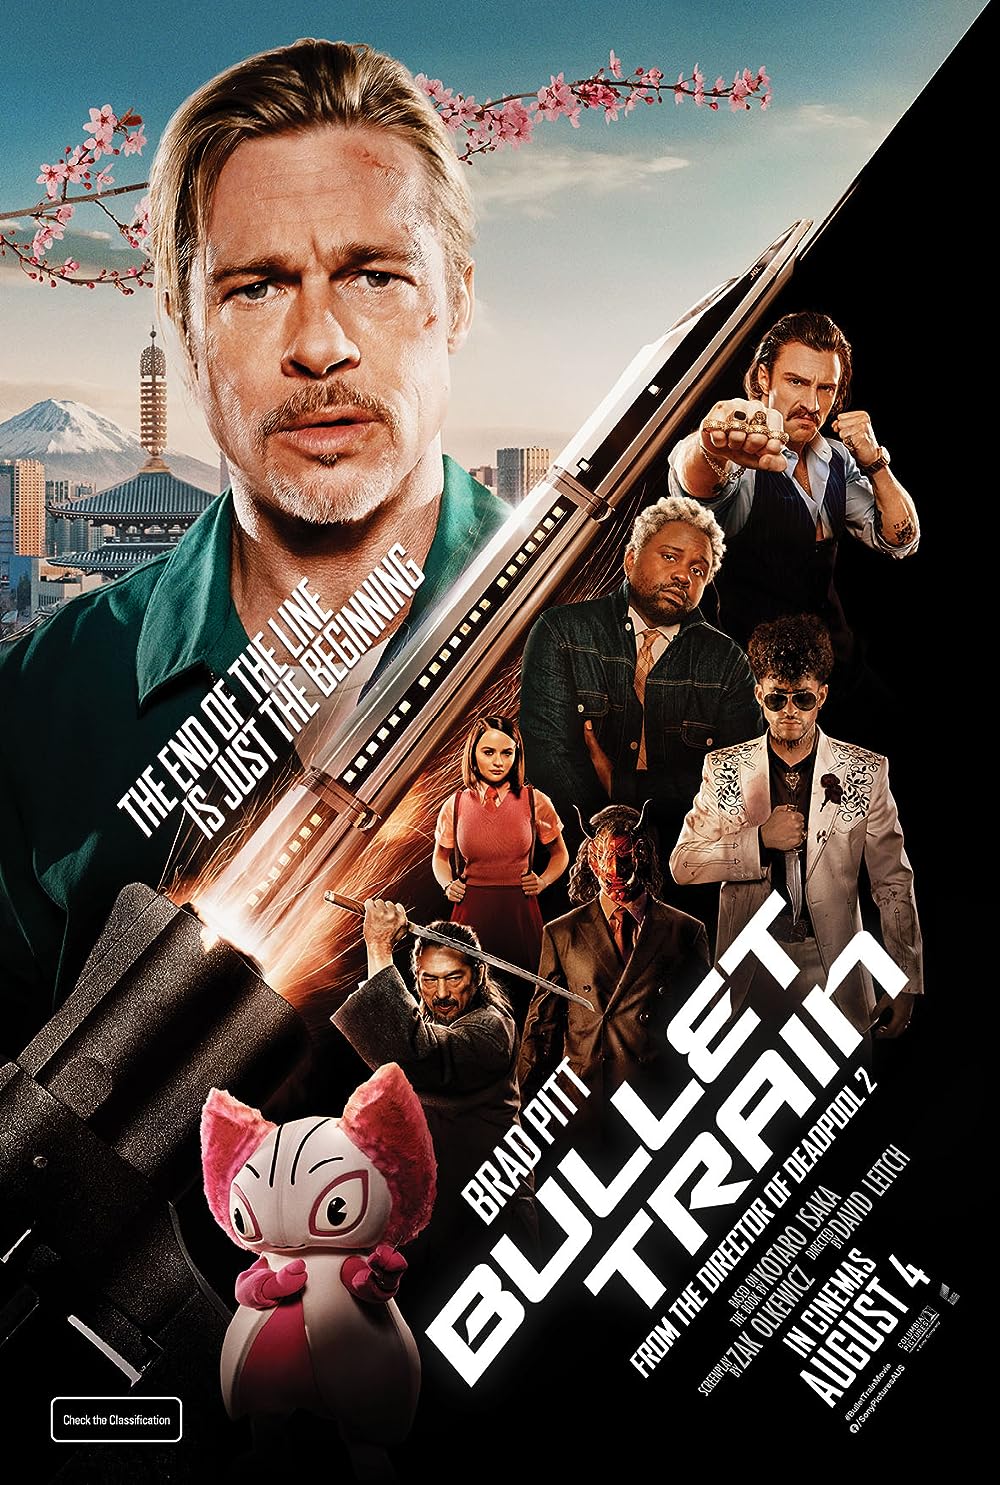 THE END OF THE LINE
IS JUST THE BEGINNING
BRAD PITT
BULLET
TRAIN
FROM THE DIRECTOR OF DEADPOOL 2
BASED ON
THE BOOK BY KOTARO ISAKA
SCREENPLAY
BY ZAK OLKEWICZ
DIRECTED
BY DAVID LEITCH
IN CINEMAS
AUGUST 4
COLUMBIA
PICTURES
#BulletTrainMovie
/SonyPicturesAUS
Check the Classification